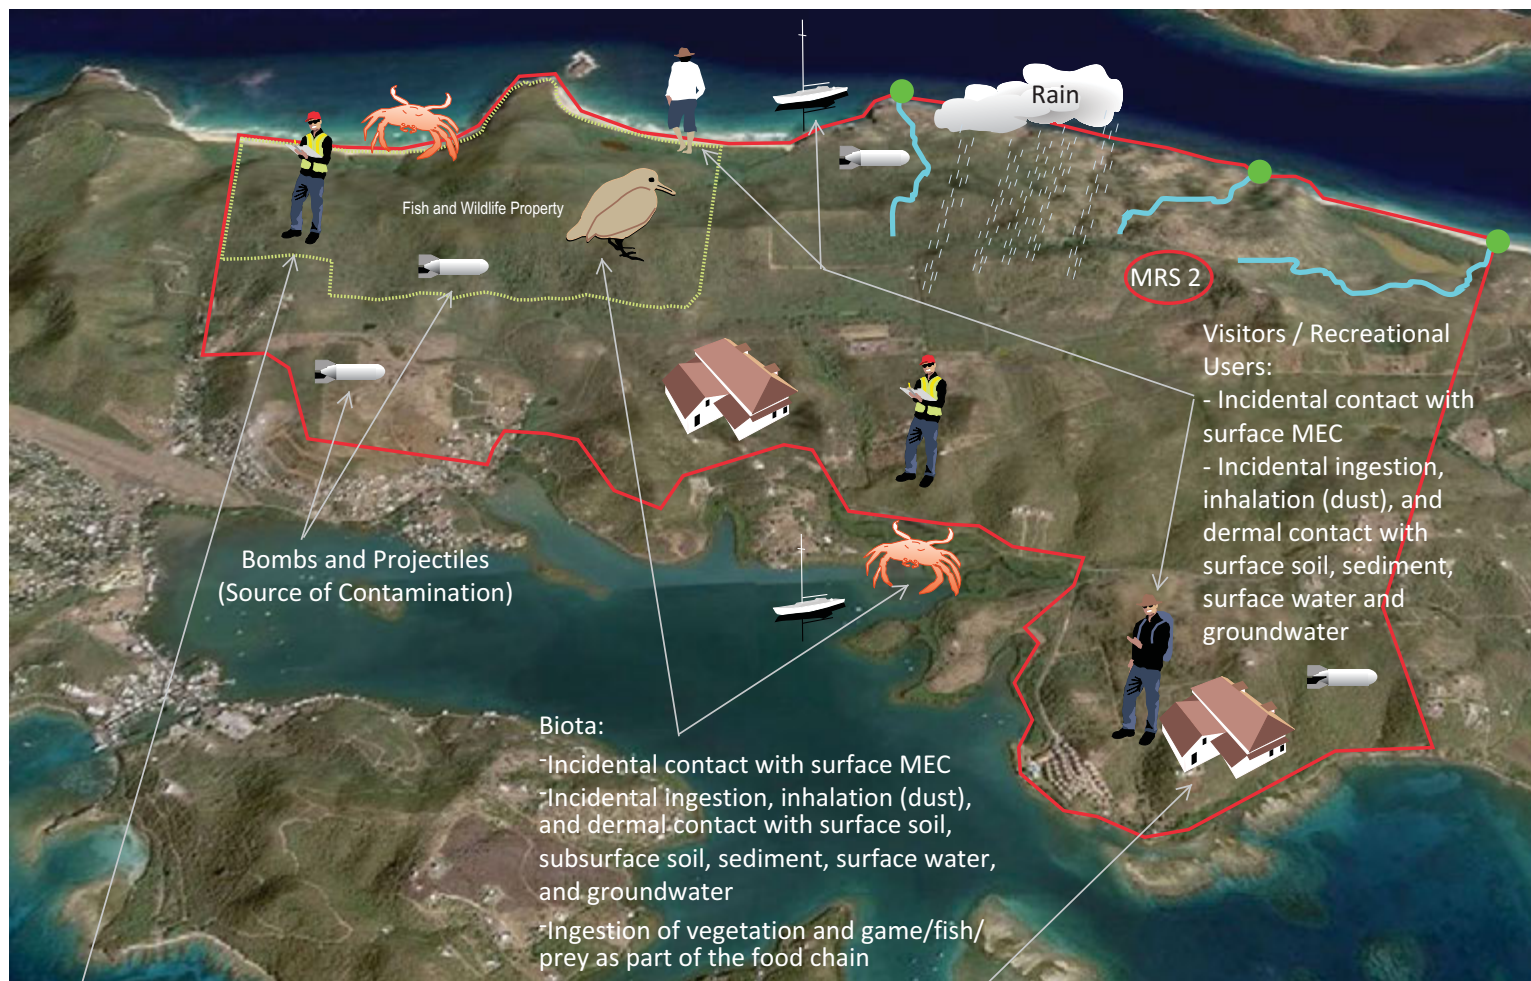 Rain
Fish and Wildlife Property
MRS 2
Visitors / Recreational
Users:
- Incidental contact with
surface MEC
- Incidental ingestion,
inhalation (dust), and
dermal contact with
surface soil, sediment,
surface water and
groundwater
Bombs and Projectiles
(Source of Contamination)
Biota:
-Incidental contact with surface MEC
-Incidental ingestion, inhalation (dust),
and dermal contact with surface soil,
subsurface soil, sediment, surface water,
and groundwater
-Ingestion of vegetation and game/fish/
prey as part of the food chain